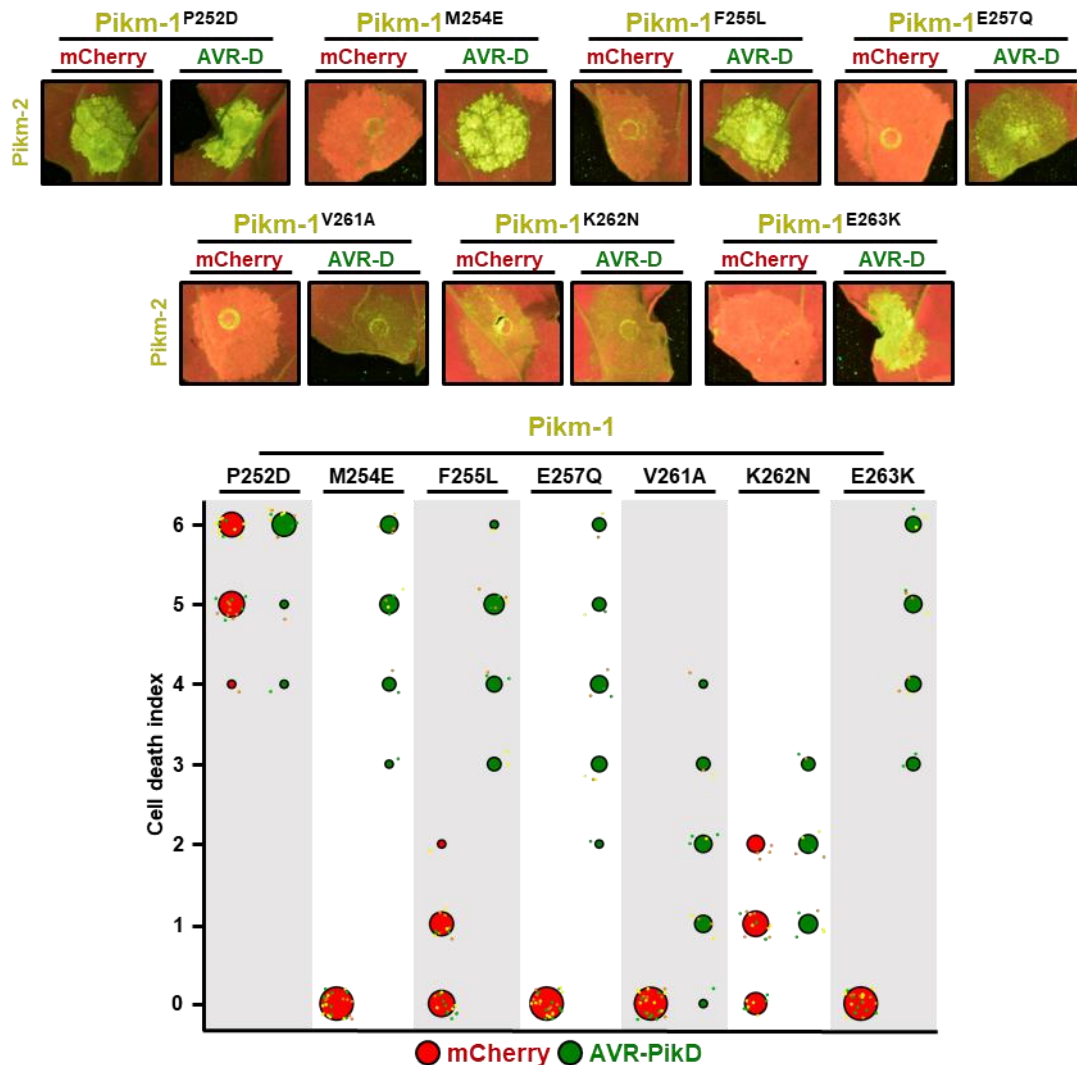 Pikm-1P252D Pikm-1M254E Pikm-1F255L Pikm-1E257Q
mCherry AVR-D mCherry AVR-D mCherry AVR-D mCherry AVR-D
Pikm-2
Pikm-1V261A Pikm-1K262N Pikm-1E263K
mCherry AVR-D mCherry AVR-D mCherry AVR-D
Pikm-2
Pikm-1
P252D M254E F255L E257Q V261A K262N E263K
Cell death index
6
5
4
3
2
1
0
mCherry AVR-PikD